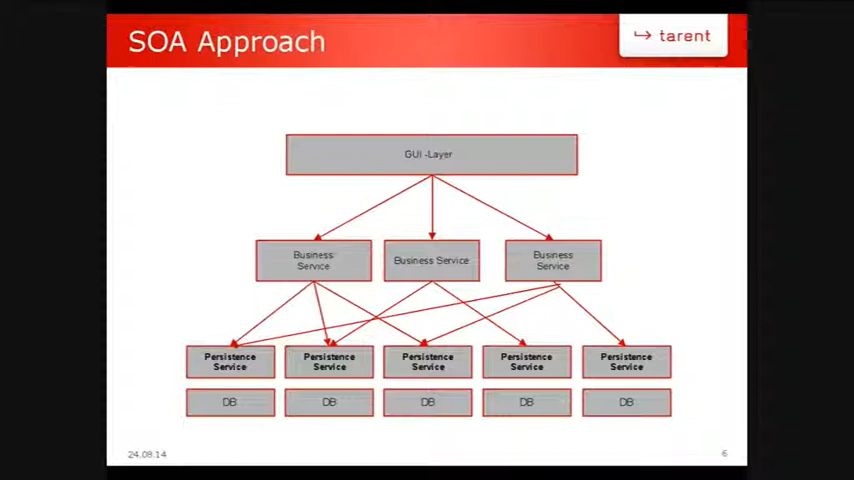 SOA Approach
↪ tarent
GUI -Layer
Business
Service
Business Service
Business
Service
Persistence
Service
Persistence
Service
Persistence
Service
Persistence
Service
Persistence
Service
DB
DB
DB
DB
DB
24.09.14
6